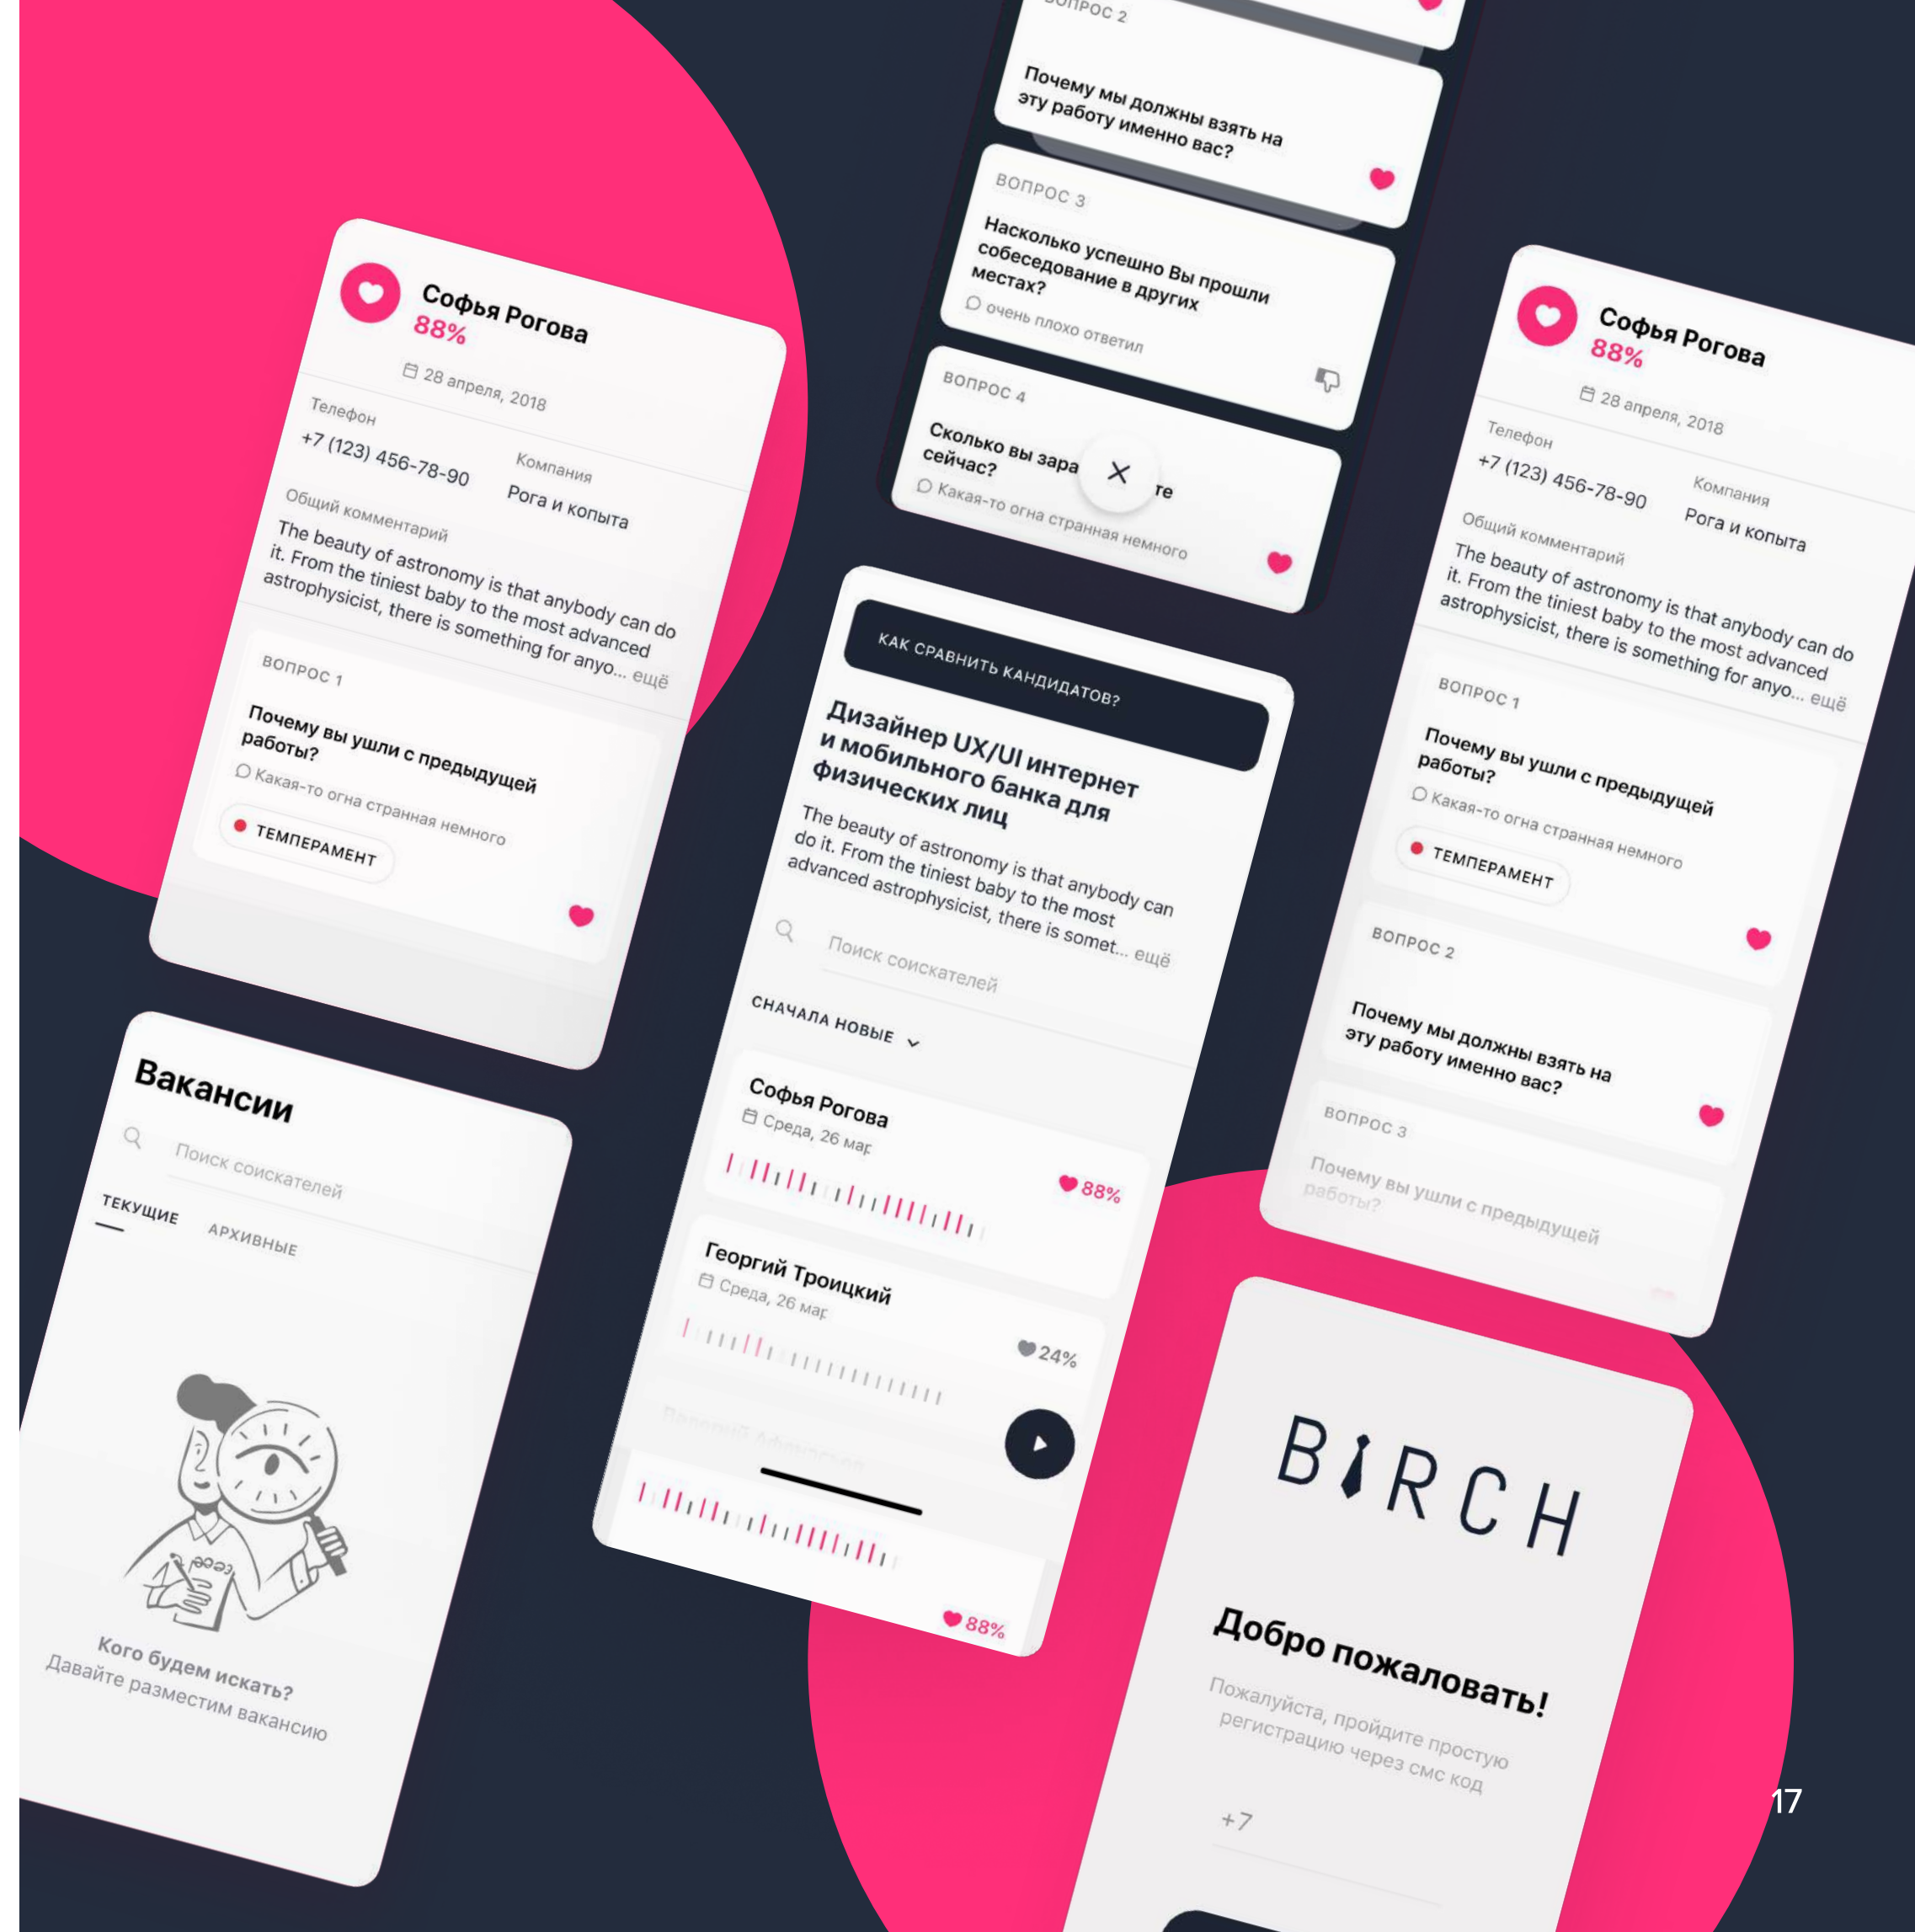 ВОПРОС 2
Почему мы должны взять на
эту работу именно вас?
ВОПРОС 3
Насколько успешно Вы прошли
собеседование в других
местах?
очень плохо ответил
ВОПРОС 4
Сколько вы зара те
сейчас?
Какая-то огна странная немного
Софья Рогова
88%
28 апреля, 2018
Телефон
+7 (123) 456-78-90
Компания
Рога и копыта
Общий комментарий
The beauty of astronomy is that anybody can do
it. From the tiniest baby to the most advanced
astrophysicist, there is something for anyo... ещё
ВОПРОС 1
Почему вы ушли с предыдущей
работы?
Какая-то огна странная немного
ТЕМПЕРАМЕНТ
Софья Рогова
88%
28 апреля, 2018
Телефон
+7 (123) 456-78-90
Компания
Рога и копыта
Общий комментарий
The beauty of astronomy is that anybody can do
it. From the tiniest baby to the most advanced
astrophysicist, there is something for anyo... ещё
ВОПРОС 1
Почему вы ушли с предыдущей
работы?
Какая-то огна странная немного
ТЕМПЕРАМЕНТ
ВОПРОС 2
Почему мы должны взять на
эту работу именно вас?
ВОПРОС 3
Почему вы ушли с предыдущей
работы?
КАК СРАВНИТЬ КАНДИДАТОВ?
Дизайнер UX/UI интернет
и мобильного банка для
физических лиц
The beauty of astronomy is that anybody can
do it. From the tiniest baby to the most
advanced astrophysicist, there is somet... ещё
Поиск соискателей
СНАЧАЛА НОВЫЕ
Софья Рогова
Среда, 26 мар
88%
Георгий Троицкий
Среда, 26 мар
24%
88%
Вакансии
Поиск соискателей
ТЕКУЩИЕ
АРХИВНЫЕ
Кого будем искать?
Давайте разместим вакансию
BIRCH
Добро пожаловать!
Пожалуйста, пройдите простую
регистрацию через смс код
+7
17